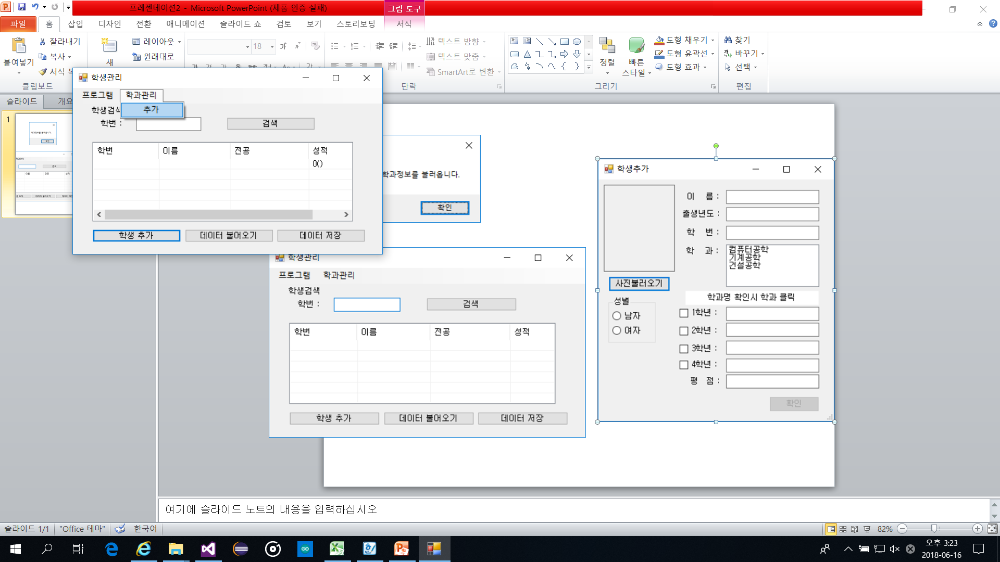 프레젠테이션2 - Microsoft PowerPoint (제품 인증 실패)
그림 도구
파일 홈 삽입 디자인 전환 애니메이션 슬라이드 쇼 검토 보기 스토리보딩 서식
붙여넣기
잘라내기
복사
서식
클립보드
새
레이아웃
원래대로
18
텍스트 방향
텍스트 맞춤
SmartArt로 변환
단락
정렬
빠른
스타일
도형 채우기
도형 윤곽선
도형 효과
그리기
찾기
바꾸기
선택
편집
슬라이드 개요
1
학생관리
프로그램 학과관리
추가
학생검색
학번 :
검색
학번 이름 전공 성적
0()
학생 추가 데이터 불어오기 데이터 저장
학과정보를 불러옵니다.
확인
학생관리
프로그램 학과관리
학생검색
학번 :
검색
학번 이름 전공 성적
학생 추가 데이터 불어오기 데이터 저장
학생추가
이 름 :
출생년도 :
학 번 :
학 과 :
컴퓨터공학
기계공학
건설공학
사진불러오기
학과명 확인시 학과 클릭
성별
남자
여자
1학년 :
2학년 :
3학년 :
4학년 :
평 점 :
확인
여기에 슬라이드 노트의 내용을 입력하십시오
슬라이드 1/1 "Office 테마" 한국어
82%
오후 3:23
2018-06-16